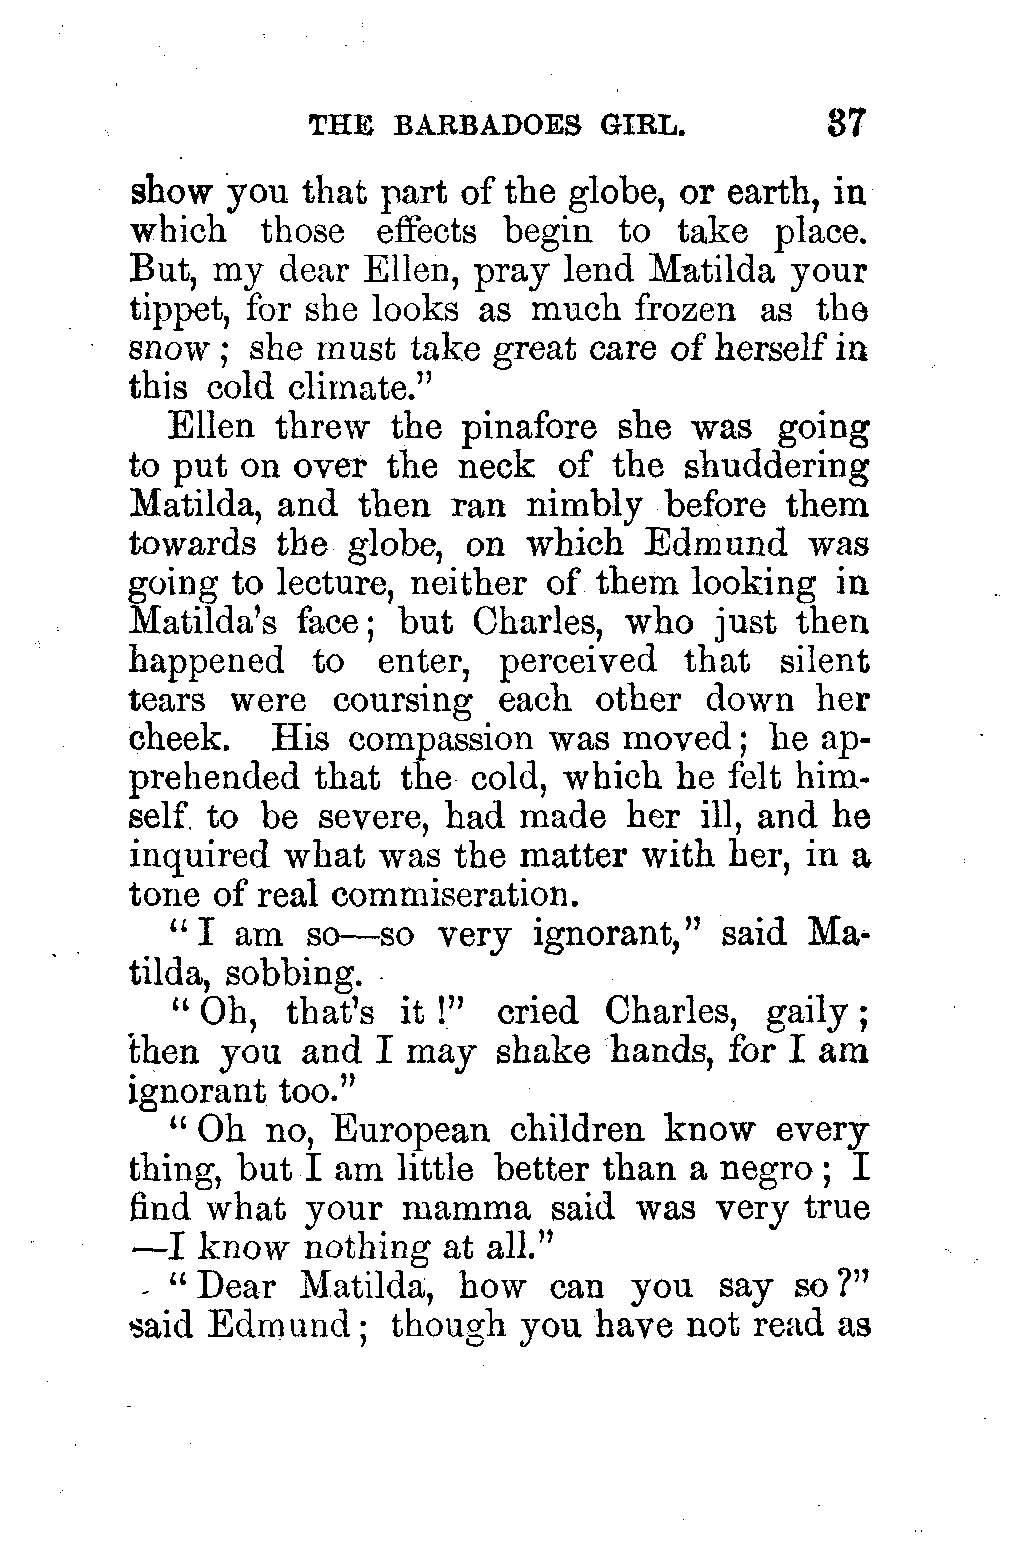 THE BARBADOES GIRL. 37
show you that part of the globe, or earth, in
which those effects begin to take place.
But, my dear Ellen, pray lend Matilda your
tippet, for she looks as much frozen as the
snow ; she must take great care of herself in
this cold climate."
Ellen threw the pinafore she was going
to put on over the neck of the shuddering
Matilda, and then ran nimbly before them
towards the globe, on which Edmund was
going to lecture, neither of them looking in
Matilda's face ; but Charles, who just then
happened to enter, perceived that silent
tears were coursing each other down her
cheek. His compassion was moved ; he ap-
prehended that the cold, which he felt him-
self to be severe, had made her ill, and he
inquired what was the matter with her, in a
tone of real commiseration.
" I am so—so very ignorant," said Ma-
tilda, sobbing.
" Oh, that's it !" cried Charles, gaily ;
then you and I may shake hands, for I am
ignorant too."
" Oh no, European children know every
thing, but I am little better than a negro ; I
find what your mamma said was very true
—I know nothing at all."
" Dear Matilda, how can you say so ?"
said Edmund ; though you have not read as